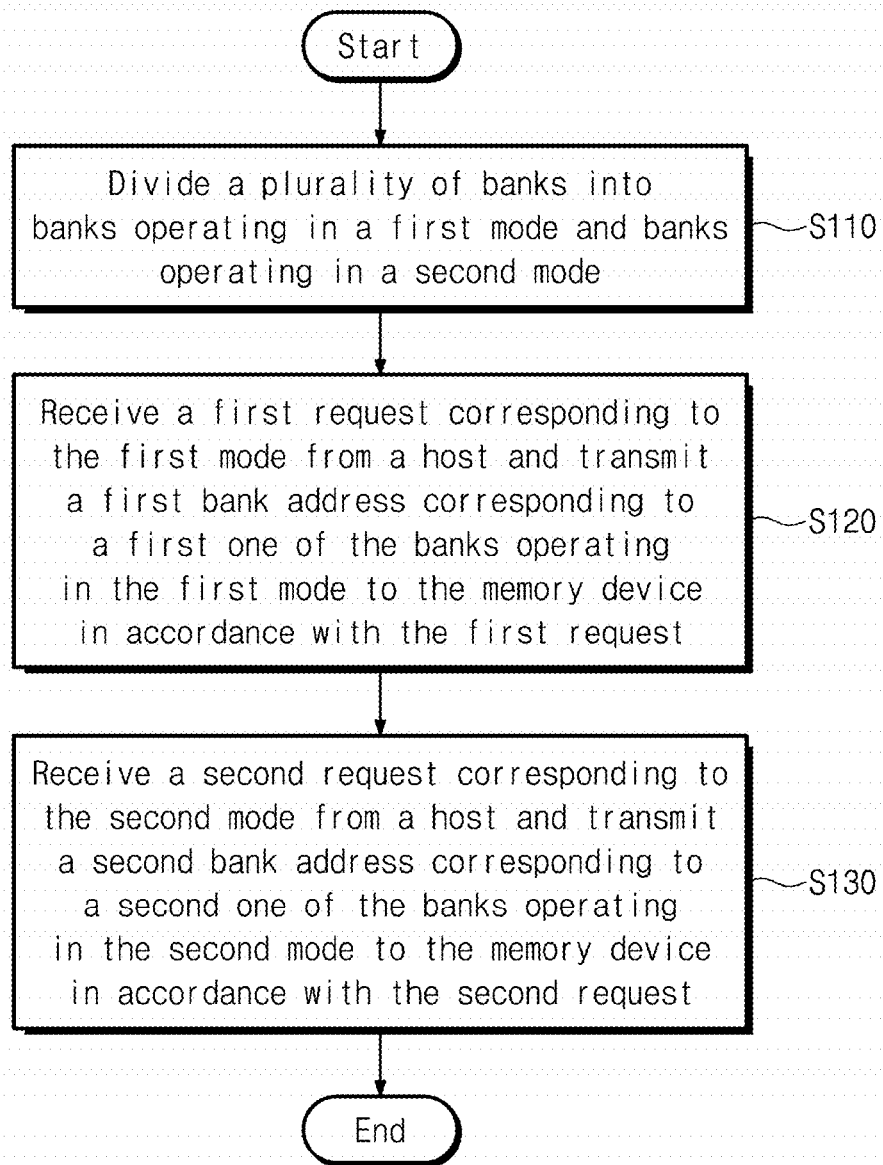 Start
Divide a plurality of banks into
banks operating in a first mode and banks
operating in a second mode
S110
Receive a first request corresponding to
the first mode from a host and transmit
a first bank address corresponding to
a first one of the banks operating
in the first mode to the memory device
in accordance with the first request
S120
Receive a second request corresponding to
the second mode from a host and transmit
a second bank address corresponding to
a second one of the banks operating
in the second mode to the memory device
in accordance with the second request
S130
End